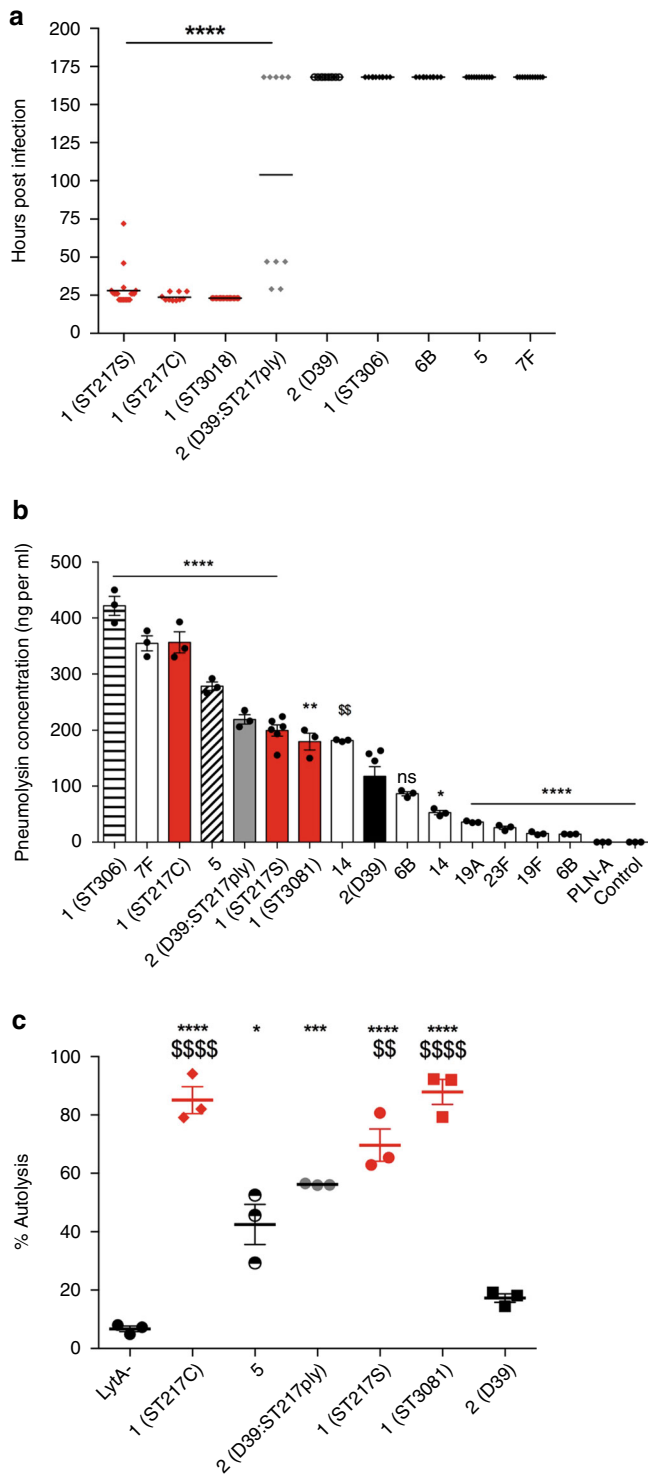 a
****
200
175
150
125
100
75
50
25
0
Hours post infection
1 (ST217S)
1 (ST217C)
1 (ST3018)
2 (D39:ST217ply)
2 (D39)
1 (ST306)
6B
5
7F
b
500
400
300
200
100
0
Pneumolysin concentration (ng per ml)
****
**
$$
ns
*
****
1 (ST306)
7F
1 (ST217C)
5
2 (D39:ST217ply)
1 (ST217S)
1 (ST3081)
14
2(D39)
6B
14
19A
23F
19F
6B
PLN-A
Control
c
**** * *** **** ****
$$$$ $$ $$$$
100
80
60
40
20
0
% Autolysis
LytA-
1 (ST217C)
5
2 (D39:ST217ply)
1 (ST217S)
1 (ST3081)
2 (D39)